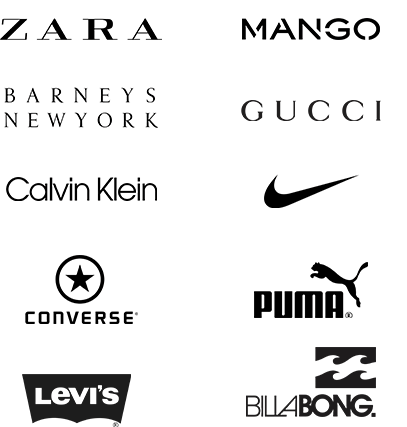 ZARA
MANGO
BARNEYS
NEWYORK
GUCCI
Calvin Klein
CONVERSE®
PUMA®
LeVI'S
®
BILLABONG.